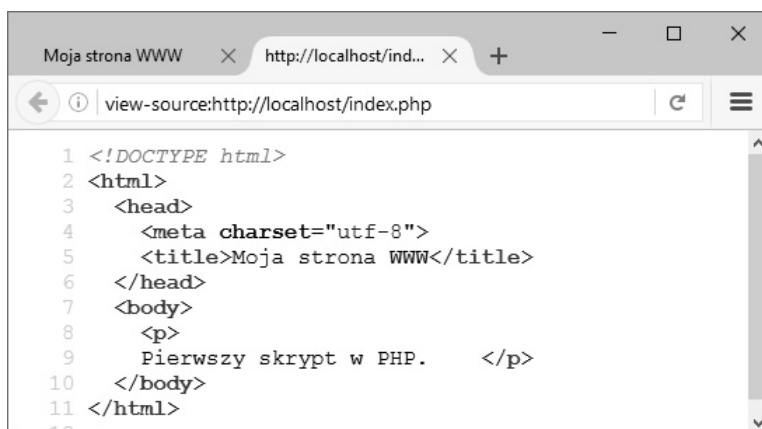 Moja strona WWW http://localhost/ind...
view-source:http://localhost/index.php
1 <!DOCTYPE html>
2 <html>
3   <head>
4     <meta charset="utf-8">
5     <title>Moja strona WWW</title>
6   </head>
7   <body>
8     <p>
9     Pierwszy skrypt w PHP.    </p>
10   </body>
11 </html>